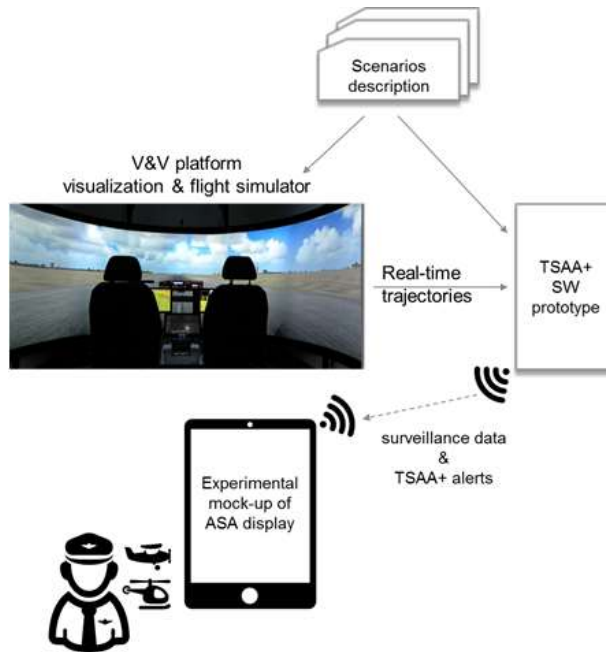 Scenarios
description
V&V platform
visualization & flight simulator
Real-time
trajectories
TSAA+
SW
prototype
surveillance data
&
TSAA+ alerts
Experimental
mock-up of
ASA display